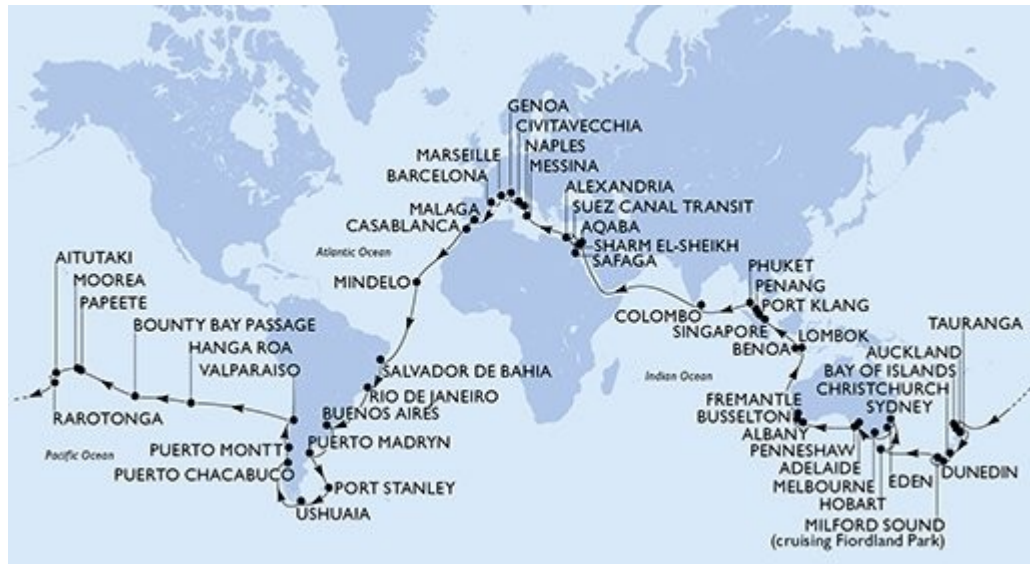 GENOA
CIVITAVECCHIA
NAPLES
MARSEILLE
MESSINA
BARCELONA
ALEXANDRIA
SUEZ CANAL TRANSIT
MALAGA
CASABLANCA
AQABA
SHARM EL-SHEIKH
SAFAGA
Atlantic Ocean
AITUTAKI
MOOREA
PAPEETE
MINDELO
PHUKET
PENANG
PORT KLANG
COLOMBO
SINGAPORE
BENOA
LOMBOK
TAURANGA
BOUNTY BAY PASSAGE
HANGA ROA
VALPARAISO
SALVADOR DE BAHIA
RIO DE JANEIRO
BUENOS AIRES
Indian Ocean
AUCKLAND
BAY OF ISLANDS
CHRISTCHURCH
SYDNEY
RAROTONGA
FREMANTLE
BUSSELTON
ALBANY
PENNESHAW
ADELAIDE
MELBOURNE
HOBART
EDEN
DUNEDIN
Pacific Ocean
PUERTO MONTT
PUERTO MADRYN
PUERTO CHACABUCO
PORT STANLEY
USHUAIA
MILFORD SOUND
(cruising Fiordland Park)